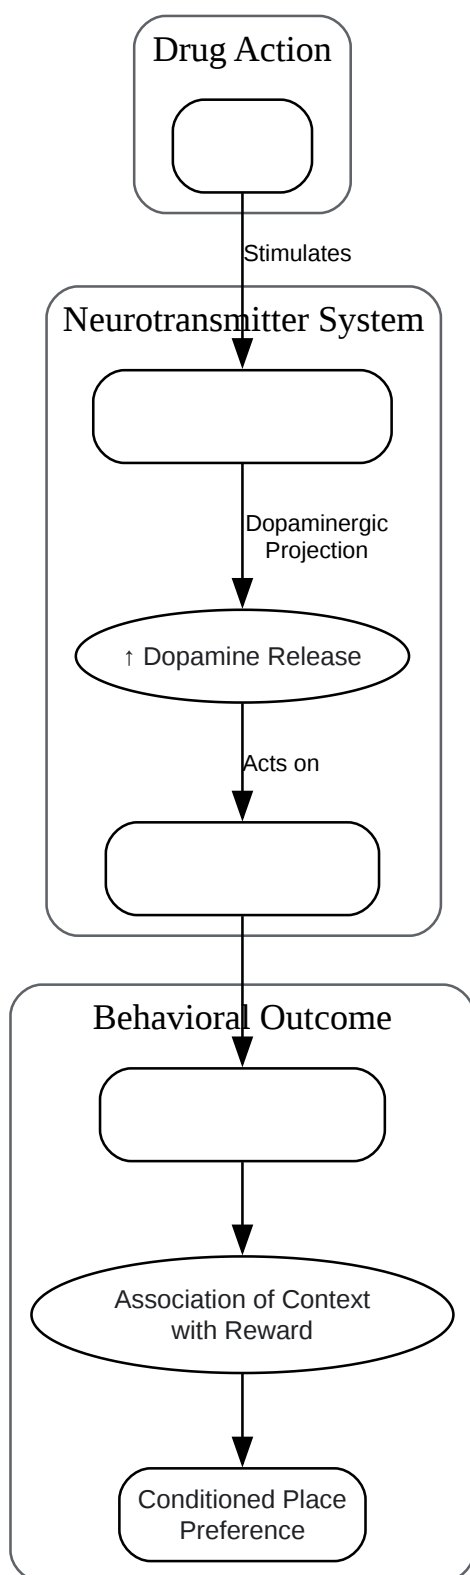 Drug Action
Stimulates
Neurotransmitter System
Dopaminergic
Projection
↑ Dopamine Release
Acts on
Behavioral Outcome
Association of Context
with Reward
Conditioned Place
Preference